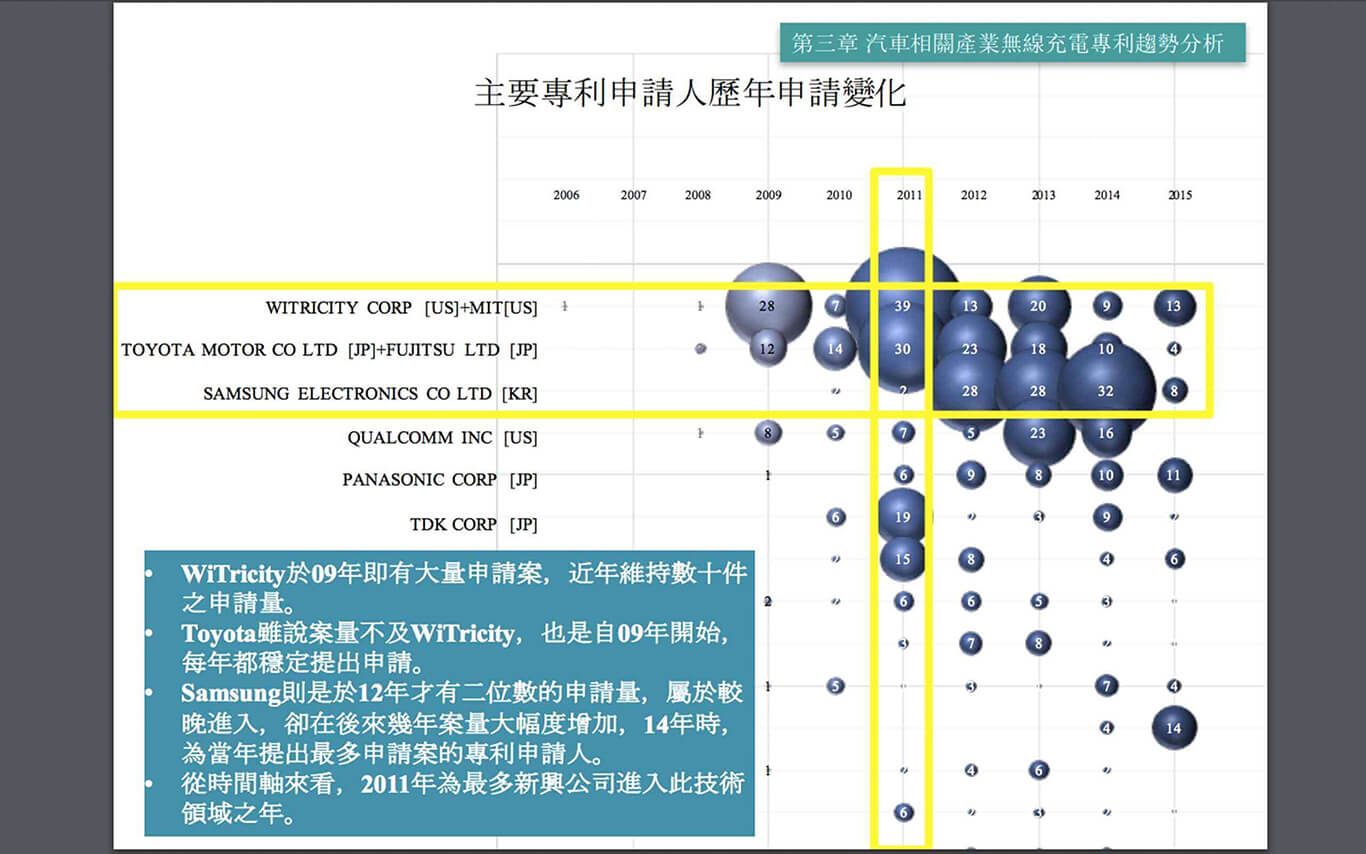 第三章 汽車相關產業無線充電專利趨勢分析
主要專利申請人歷年申請變化
2006 2007 2008 2009 2010 2011 2012 2013 2014 2015
WITRICITY CORP [US]+MIT[US] 1 1 28 7 39 13 20 9 13
TOYOTA MOTOR CO LTD [JP]+FUJITSU LTD [JP] 12 14 30 23 18 10 4
SAMSUNG ELECTRONICS CO LTD [KR] 2 2 28 28 32 8
QUALCOMM INC [US] 1 8 5 7 5 23 16
PANASONIC CORP [JP] 1 6 9 8 10 11
TDK CORP [JP] 6 19 2 3 9 2
2 15 8 4 6
2 2 6 6 5 3
3 7 8 2
1 5 3 7 4
4 14
1 2 4 6 2
6 2 3 2
• WiTricity於09年即有大量申請案，近年維持數十件
之申請量。
• Toyota雖說案量不及WiTricity，也是自09年開始，
每年都穩定提出申請。
• Samsung則是於12年才有二位數的申請量，屬於較
晚進入，卻在後來幾年案量大幅度增加，14年時，
為當年提出最多申請案的專利申請人。
• 從時間軸來看，2011年為最多新興公司進入此技術
領域之年。